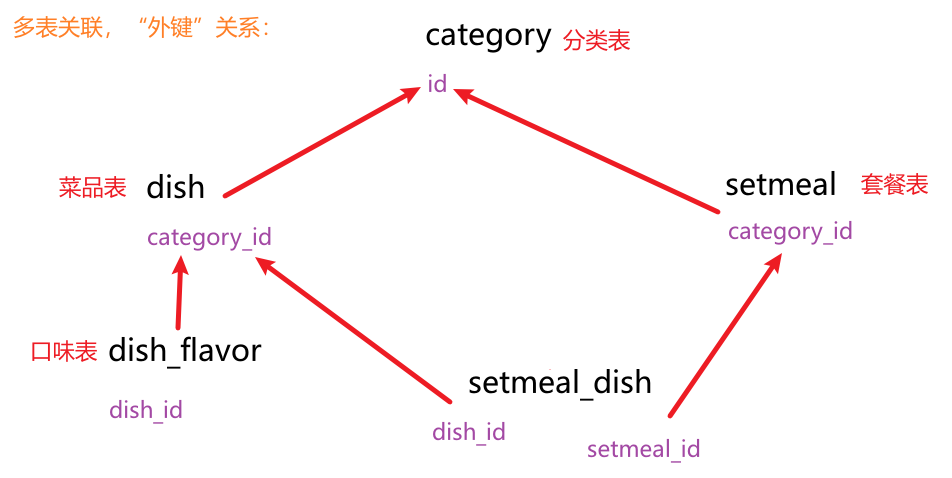 多表关联，“外键”关系：
category 分类表
id
菜品表 dish
setmeal 套餐表
category_id
category_id
口味表 dish_flavor
setmeal_dish
dish_id
dish_id
setmeal_id